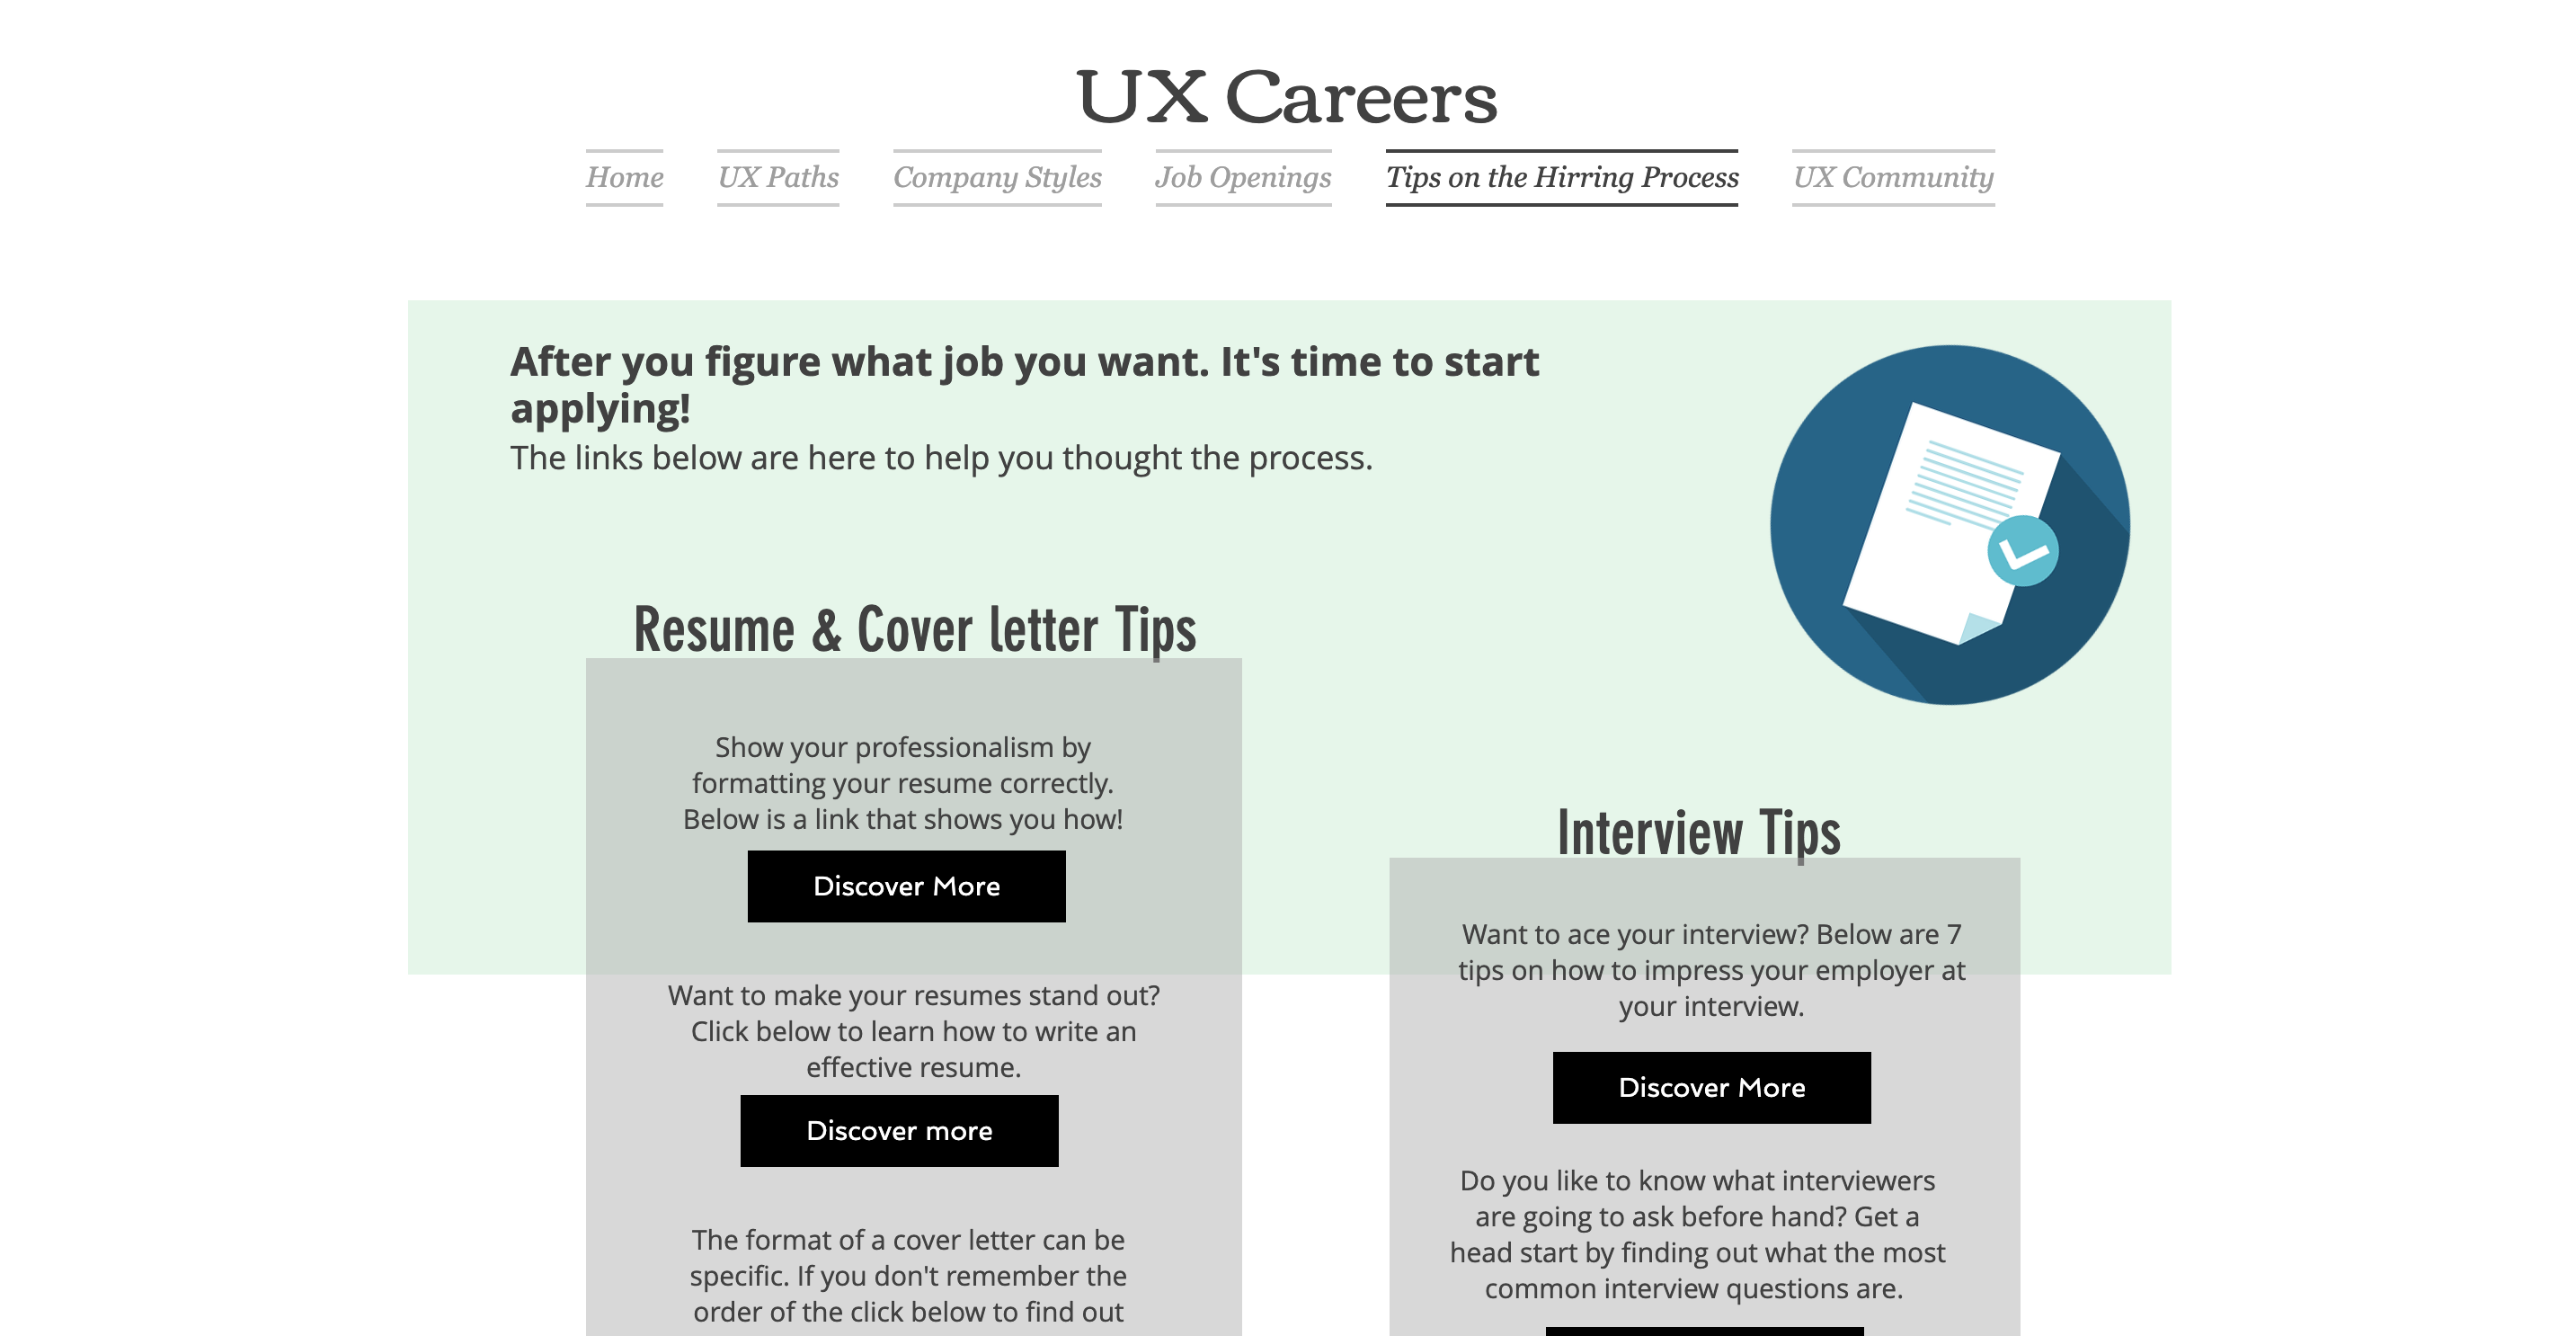 UX Careers
Home
UX Paths
Company Styles
Job Openings
Tips on the Hirring Process
UX Community
After you figure what job you want. It's time to start
applying!
The links below are here to help you thought the process.
Resume & Cover letter Tips
Show your professionalism by
formatting your resume correctly.
Below is a link that shows you how!
Discover More
Want to make your resumes stand out?
Click below to learn how to write an
effective resume.
Discover more
The format of a cover letter can be
specific. If you don't remember the
order of the click below to find out
Interview Tips
Want to ace your interview? Below are 7
tips on how to impress your employer at
your interview.
Discover More
Do you like to know what interviewers
are going to ask before hand? Get a
head start by finding out what the most
common interview questions are.